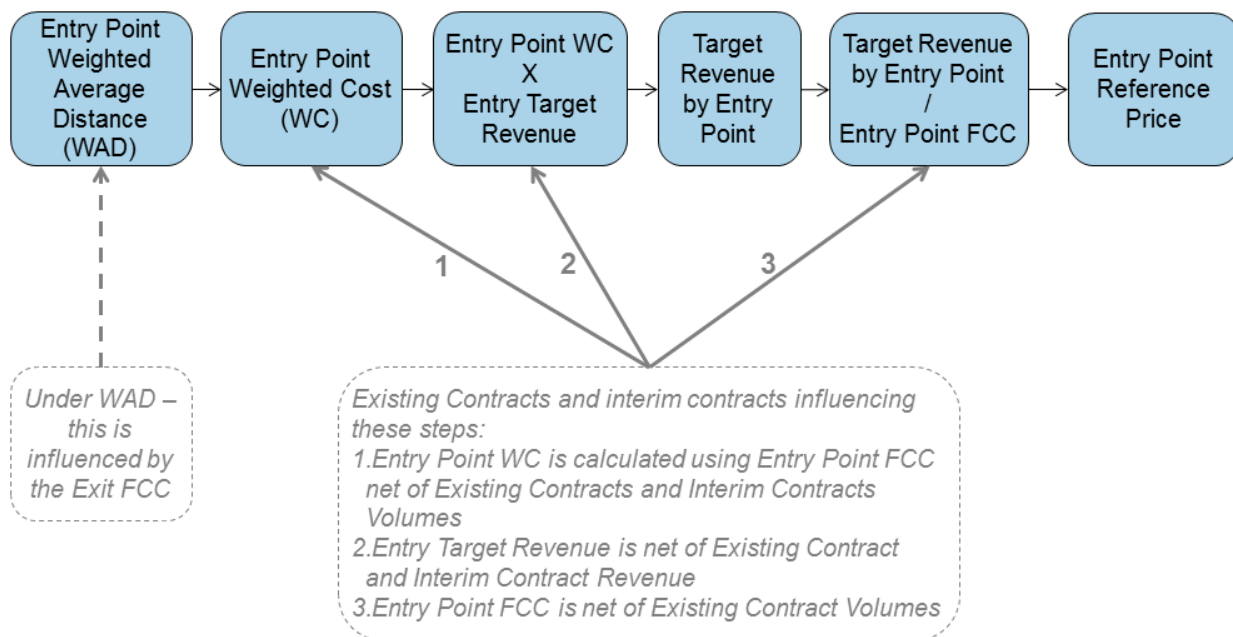 Entry Point
Weighted
Average
Distance
(WAD)
Entry Point
Weighted Cost
(WC)
Entry Point WC
X
Entry Target
Revenue
Target
Revenue
by Entry
Point
Target Revenue
by Entry Point
/
Entry Point FCC
Entry Point
Reference
Price
1
2
3
Under WAD –
this is
influenced by
the Exit FCC
Existing Contracts and interim contracts influencing
these steps:
1.Entry Point WC is calculated using Entry Point FCC
net of Existing Contracts and Interim Contracts
Volumes
2.Entry Target Revenue is net of Existing Contract
and Interim Contract Revenue
3.Entry Point FCC is net of Existing Contract Volumes